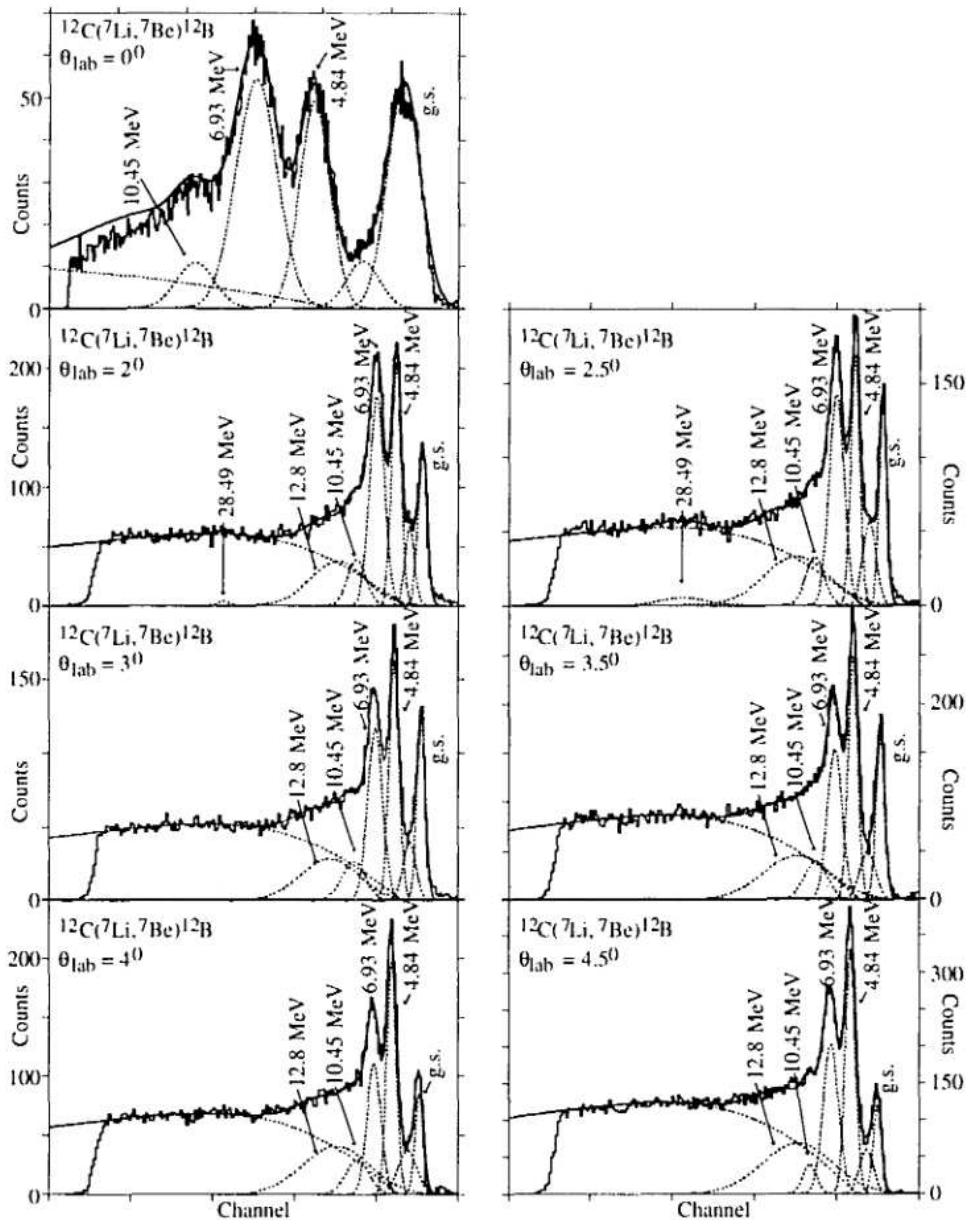 ¹²C(⁷Li,⁷Be)¹²B
θlab = 0⁰
10.45 MeV
6.93 MeV
4.84 MeV
g.s.
50
0
Counts
¹²C(⁷Li,⁷Be)¹²B
θlab = 2⁰
28.49 MeV
12.8 MeV
10.45 MeV
6.93 MeV
4.84 MeV
g.s.
200
100
0
Counts
¹²C(⁷Li,⁷Be)¹²B
θlab = 2.5⁰
28.49 MeV
12.8 MeV
10.45 MeV
6.93 MeV
4.84 MeV
g.s.
150
0
Counts
¹²C(⁷Li,⁷Be)¹²B
θlab = 3⁰
12.8 MeV
10.45 MeV
6.93 MeV
4.84 MeV
g.s.
150
0
Counts
¹²C(⁷Li,⁷Be)¹²B
θlab = 3.5⁰
12.8 MeV
10.45 MeV
6.93 MeV
4.84 MeV
g.s.
200
0
Counts
¹²C(⁷Li,⁷Be)¹²B
θlab = 4⁰
12.8 MeV
10.45 MeV
6.93 MeV
4.84 MeV
g.s.
200
100
0
Counts
Channel
¹²C(⁷Li,⁷Be)¹²B
θlab = 4.5⁰
12.8 MeV
10.45 MeV
6.93 MeV
4.84 MeV
g.s.
300
150
0
Counts
Channel